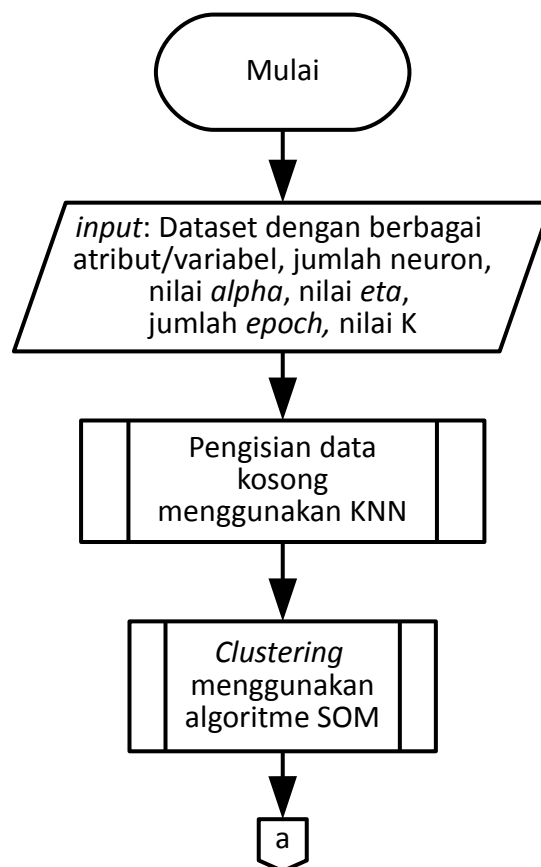 Mulai
input: Dataset dengan berbagai
atribut/variabel, jumlah neuron,
nilai alpha, nilai eta,
jumlah epoch, nilai K
Pengisian data
kosong
menggunakan KNN
Clustering
menggunakan
algoritme SOM
a